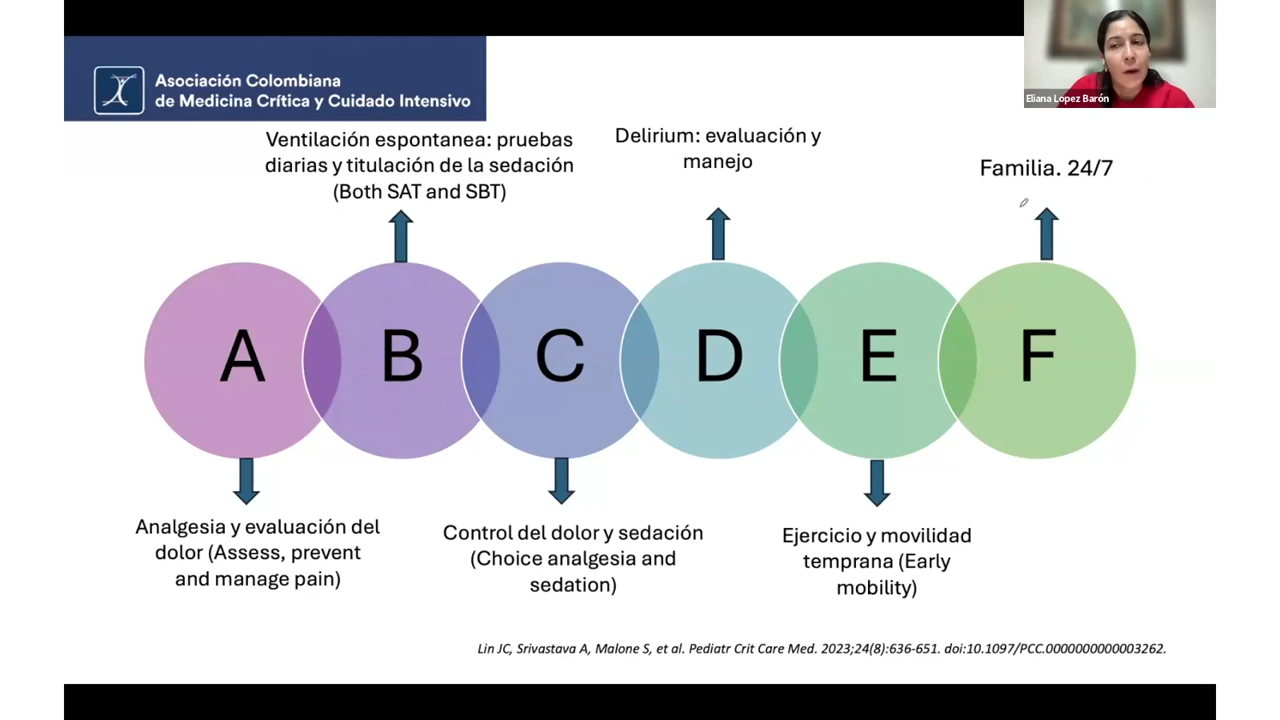 Asociación Colombiana
de Medicina Crítica y Cuidado Intensivo
Eliana Lopez Barón
Ventilación espontanea: pruebas
diarias y titulación de la sedación
(Both SAT and SBT)
Delirium: evaluación y
manejo
Familia. 24/7
A
B
C
D
E
F
Analgesia y evaluación del
dolor (Assess, prevent
and manage pain)
Control del dolor y sedación
(Choice analgesia and
sedation)
Ejercicio y movilidad
temprana (Early
mobility)
Lin JC, Srivastava A, Malone S, et al. Pediatr Crit Care Med. 2023;24(8):636-651. doi:10.1097/PCC.0000000000003262.